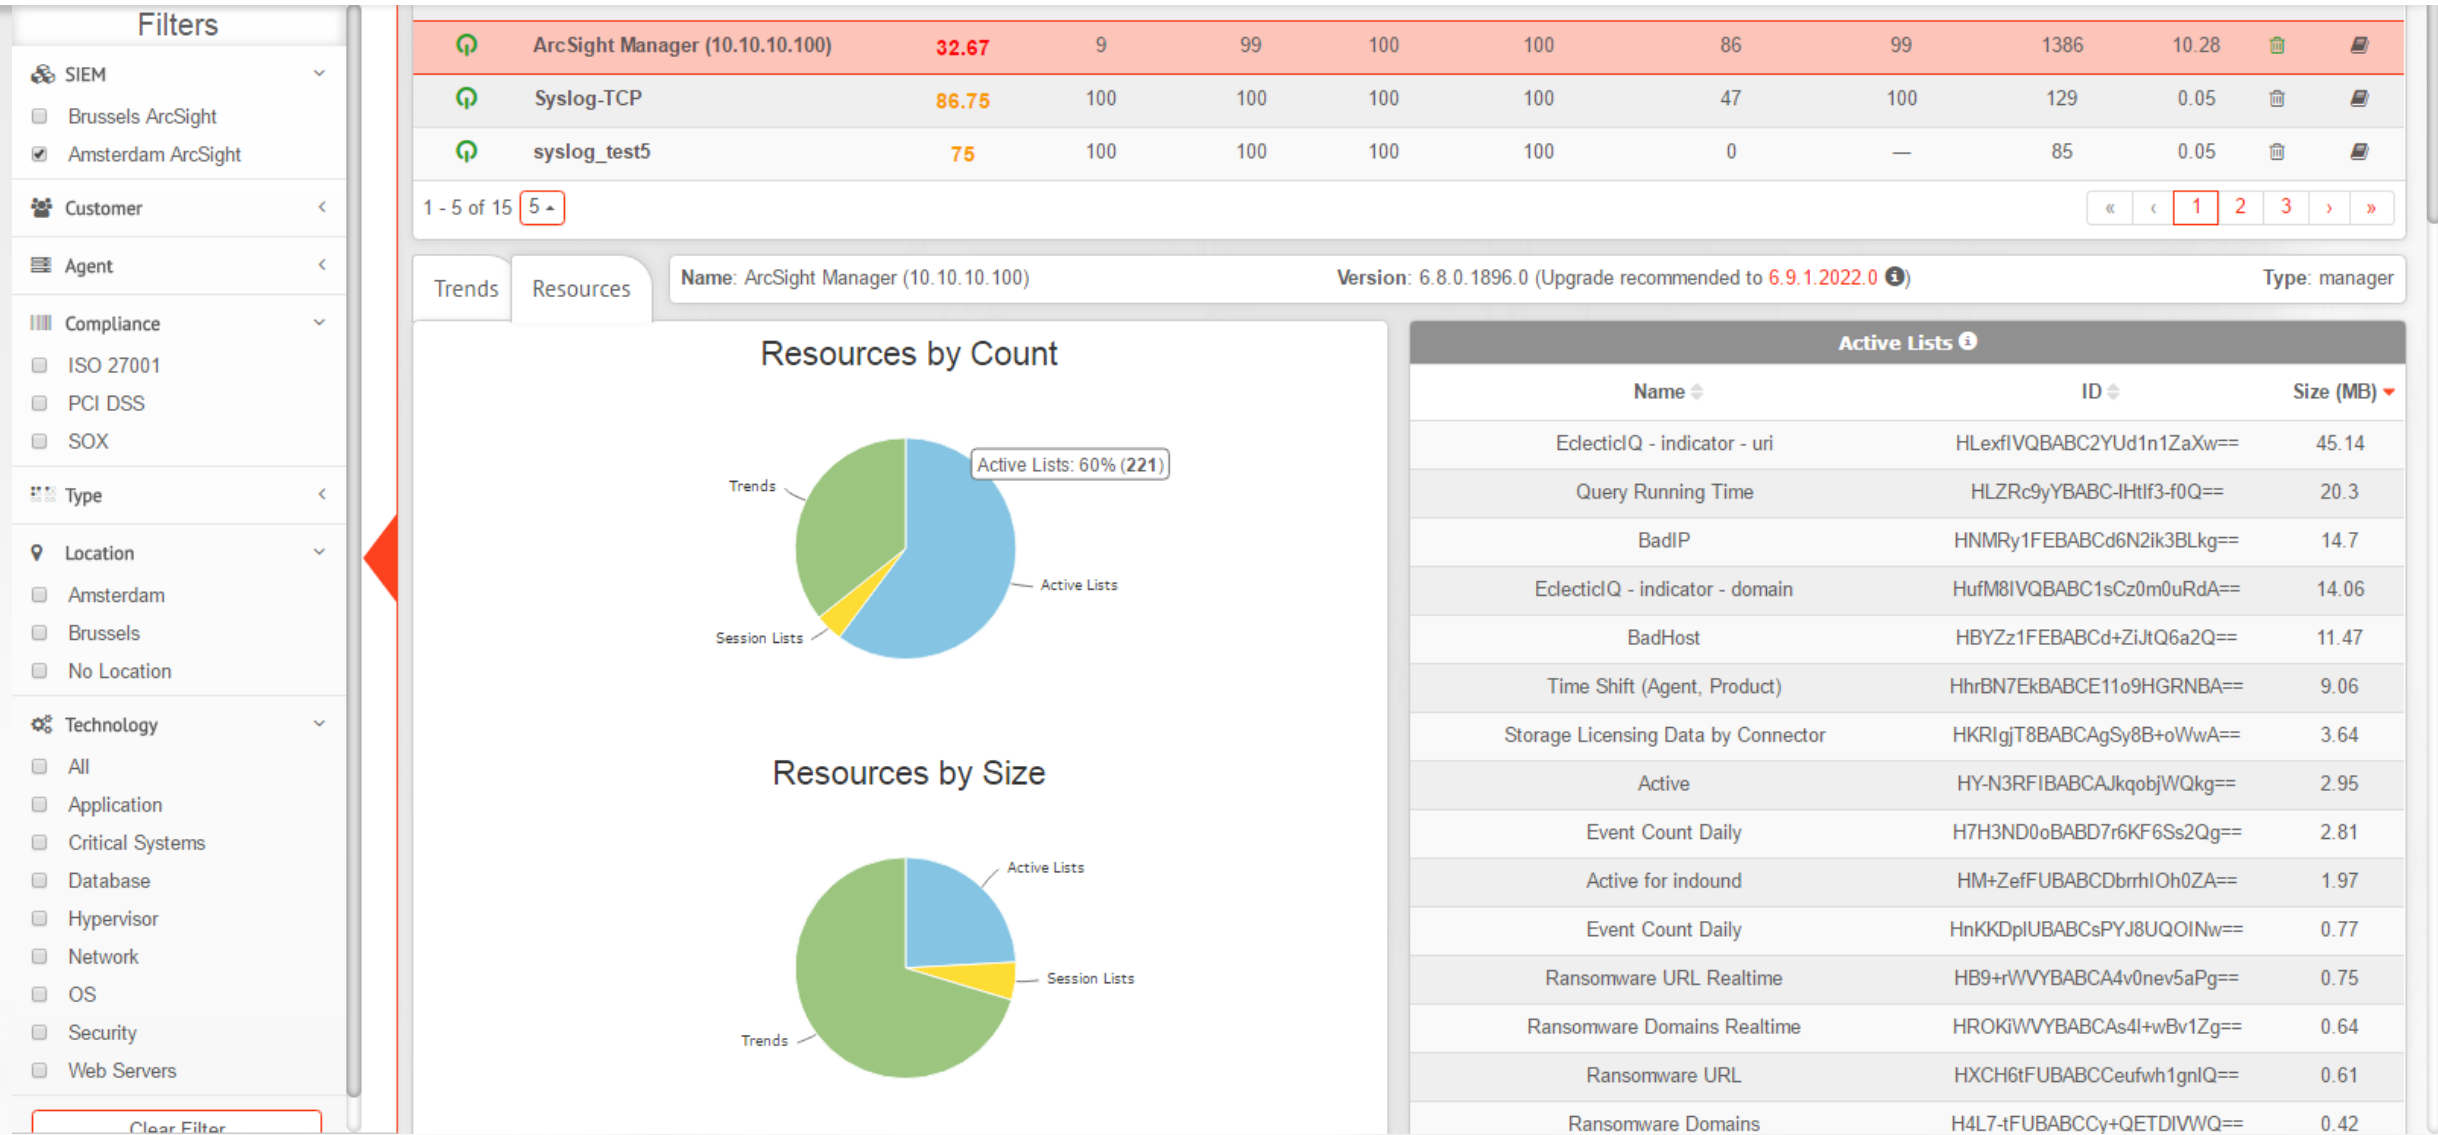 Filters
SIEM
Brussels ArcSight
Amsterdam ArcSight
Customer
Agent
Compliance
ISO 27001
PCI DSS
SOX
Type
Location
Amsterdam
Brussels
No Location
Technology
All
Application
Critical Systems
Database
Hypervisor
Network
OS
Security
Web Servers
Clear Filter
ArcSight Manager (10.10.10.100) 32.67 9 99 100 100 86 99 1386 10.28
Syslog-TCP 86.75 100 100 100 100 47 100 129 0.05
syslog_test5 75 100 100 100 100 0 — 85 0.05
1 - 5 of 15 5 « ‹ 1 2 3 › »
Trends Resources Name: ArcSight Manager (10.10.10.100) Version: 6.8.0.1896.0 (Upgrade recommended to 6.9.1.2022.0 ) Type: manager
Resources by Count
Active Lists: 60% (221)
Trends
Active Lists
Session Lists
Resources by Size
Active Lists
Session Lists
Trends
Active Lists
Name ID Size (MB)
EclecticIQ - indicator - uri HLexflVQBABC2YUd1n1ZaXw== 45.14
Query Running Time HLZRc9yYBABC-lHtlf3-f0Q== 20.3
BadIP HNMRy1FEBABCd6N2ik3BLkg== 14.7
EclecticIQ - indicator - domain HufM8IVQBABC1sCz0m0uRdA== 14.06
BadHost HBYZz1FEBABCd+ZiJtQ6a2Q== 11.47
Time Shift (Agent, Product) HhrBN7EkBABCE11o9HGRNBA== 9.06
Storage Licensing Data by Connector HKRIgjT8BABCAgSy8B+oWwA== 3.64
Active HY-N3RFIBABCAJkqobjWQkg== 2.95
Event Count Daily H7H3ND0oBABD7r6KF6Ss2Qg== 2.81
Active for indound HM+ZefFUBABCDbrrhIOh0ZA== 1.97
Event Count Daily HnKKDplUBABCsPYJ8UQOINw== 0.77
Ransomware URL Realtime HB9+rWVYBABCA4v0nev5aPg== 0.75
Ransomware Domains Realtime HROKiWVYBABCAs4I+wBv1Zg== 0.64
Ransomware URL HXCH6tFUBABCCeufwh1gnIQ== 0.61
Ransomware Domains H4L7-tFUBABCCy+QETDIVWQ== 0.42